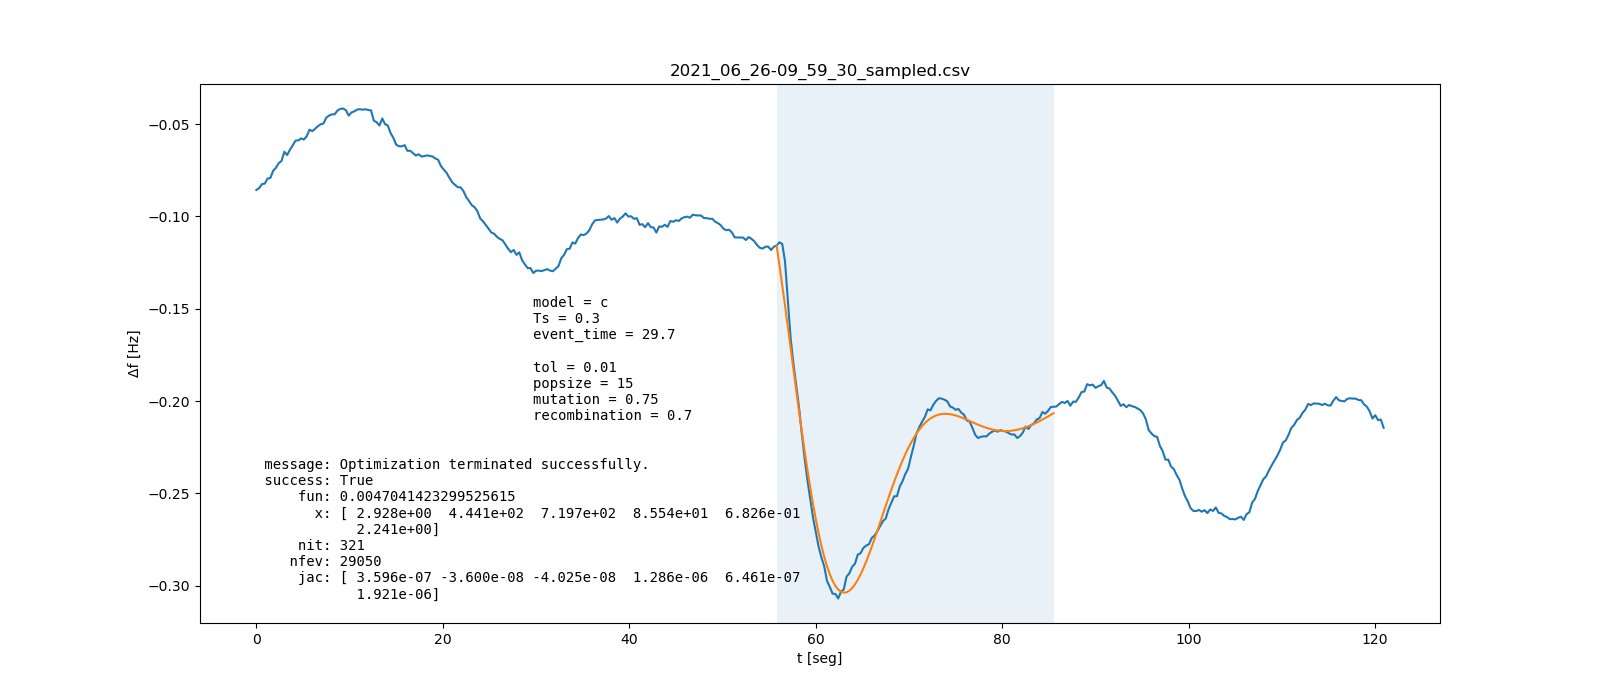 2021_06_26-09_59_30_sampled.csv
Δf [Hz]
−0.05
−0.10
−0.15
−0.20
−0.25
−0.30
model = c
Ts = 0.3
event_time = 29.7
tol = 0.01
popsize = 15
mutation = 0.75
recombination = 0.7
message: Optimization terminated successfully.
success: True
fun: 0.0047041423299525615
x: [ 2.928e+00  4.441e+02  7.197e+02  8.554e+01  6.826e-01
2.241e+00]
nit: 321
nfev: 29050
jac: [ 3.596e-07 -3.600e-08 -4.025e-08  1.286e-06  6.461e-07
1.921e-06]
0 20 40 60 80 100 120
t [seg]